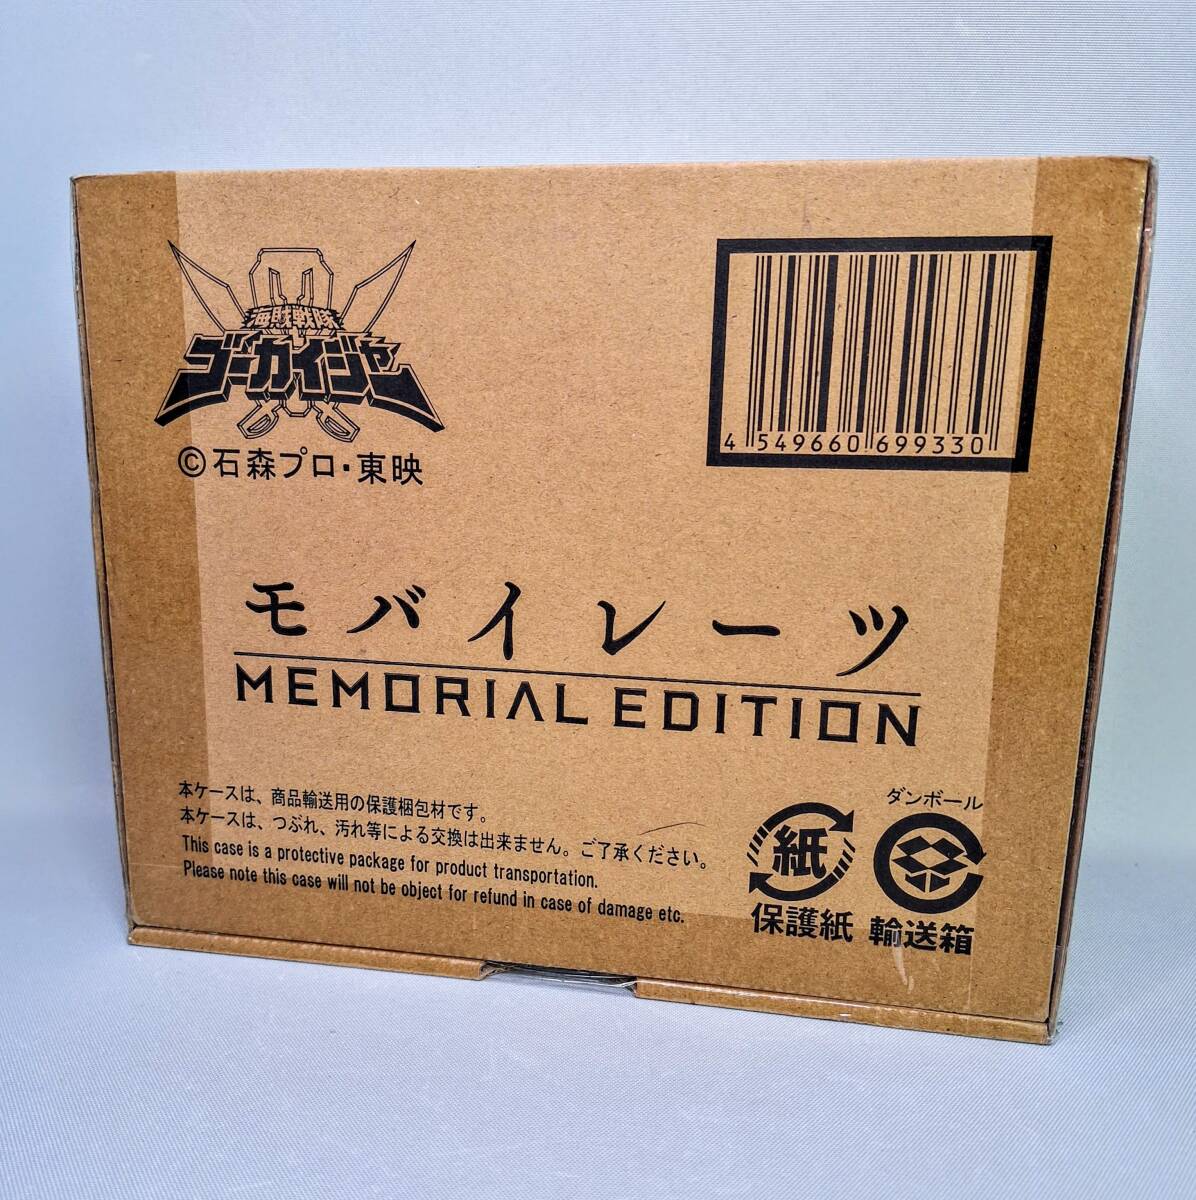 海賊戦隊
ゴーカイジャー
©石森プロ・東映
4 549660 699330
モバイレーツ
MEMORIAL EDITION
本ケースは、商品輸送用の保護梱包材です。
本ケースは、つぶれ、汚れ等による交換は出来ません。ご了承ください。
This case is a protective package for product transportation.
Please note this case will not be object for refund in case of damage etc.
紙
保護紙
ダンボール
輸送箱